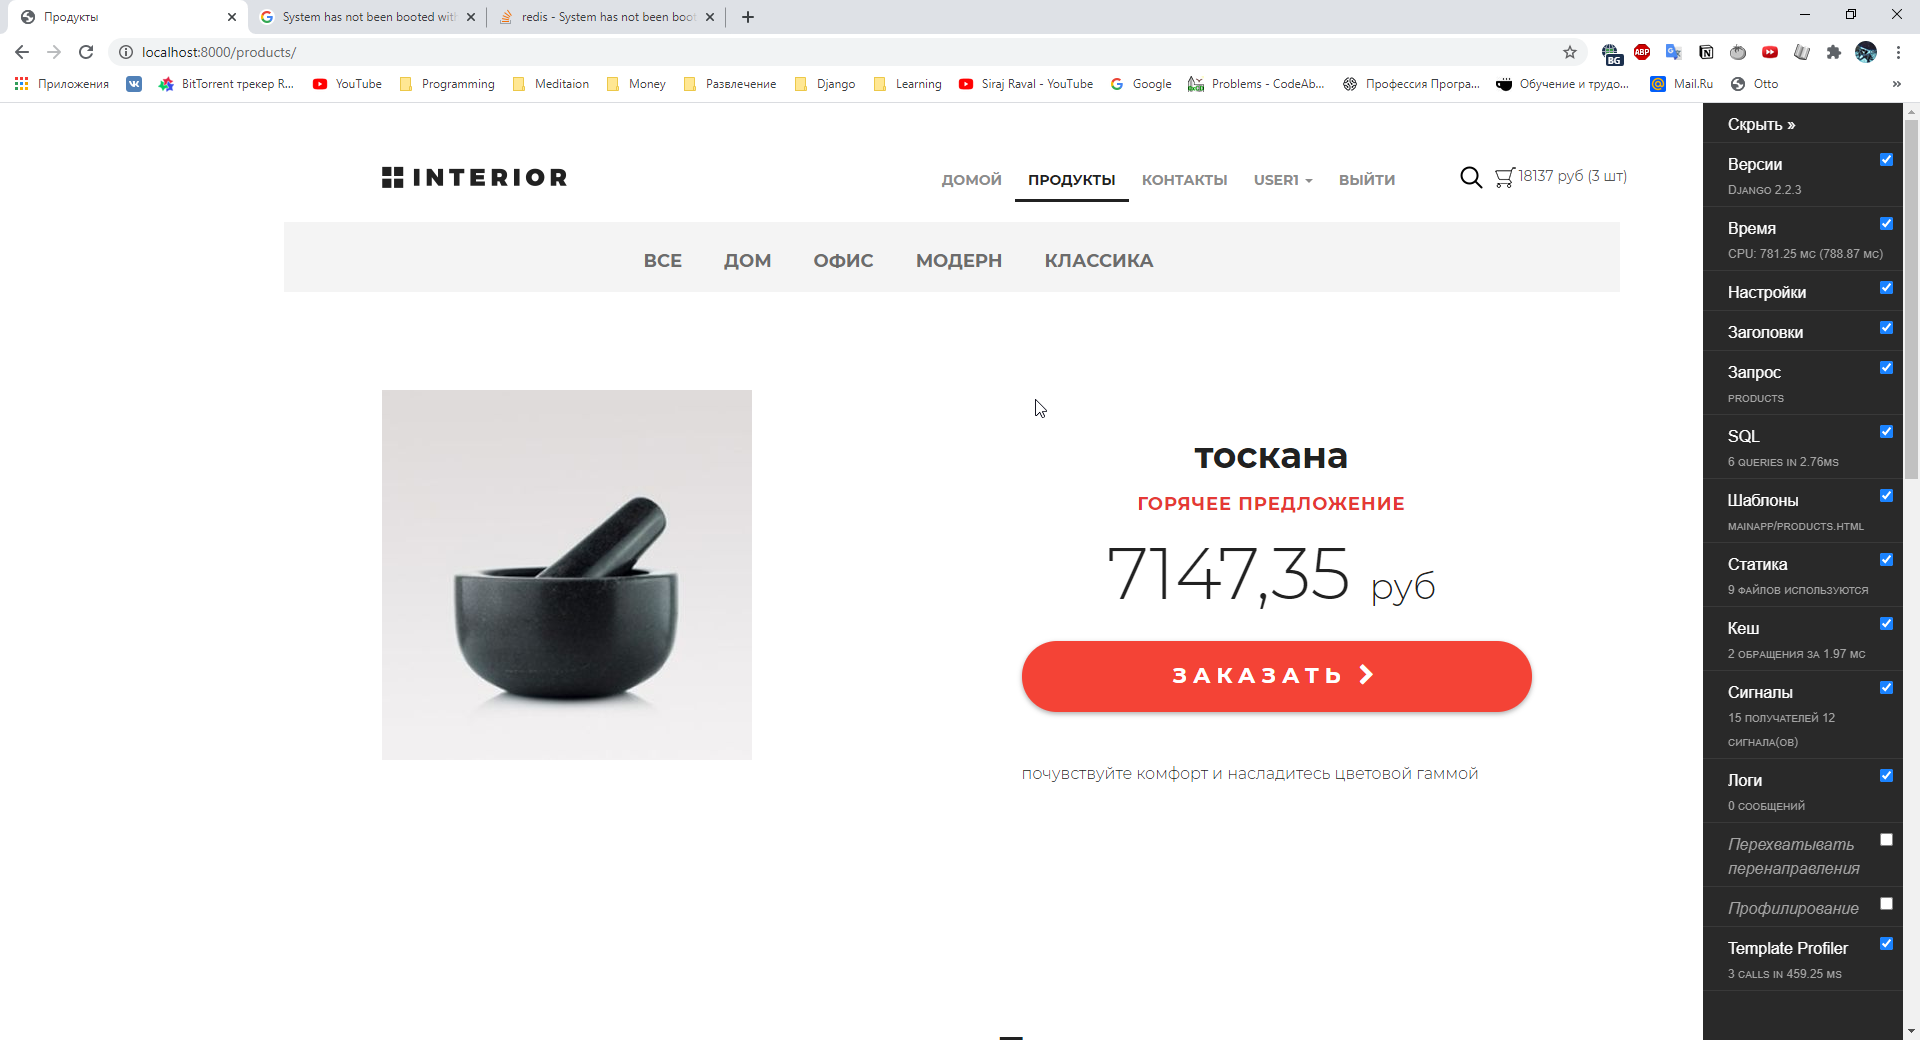 Продукты
System has not been booted with
redis - System has not been boot
localhost:8000/products/
BG
ABP
Приложения
BitTorrent трекер R...
YouTube
Programming
Meditaion
Money
Развлечение
Django
Learning
Siraj Raval - YouTube
Google
Problems - CodeAb...
Профессия Програ...
Обучение и трудо...
Mail.Ru
Otto
»
INTERIOR
ДОМОЙ
ПРОДУКТЫ
КОНТАКТЫ
USER1
ВЫЙТИ
18137 руб (3 шт)
ВСЕ
ДОМ
ОФИС
МОДЕРН
КЛАССИКА
тоскана
ГОРЯЧЕЕ ПРЕДЛОЖЕНИЕ
7147,35 руб
ЗАКАЗАТЬ
почувствуйте комфорт и насладитесь цветовой гаммой
Скрыть »
Версии
DJANGO 2.2.3
Время
CPU: 781.25 МС (788.87 МС)
Настройки
Заголовки
Запрос
PRODUCTS
SQL
6 QUERIES IN 2.76MS
Шаблоны
MAINAPP/PRODUCTS.HTML
Статика
9 ФАЙЛОВ ИСПОЛЬЗУЮТСЯ
Кеш
2 ОБРАЩЕНИЯ ЗА 1.97 МС
Сигналы
15 ПОЛУЧАТЕЛЕЙ 12
СИГНАЛА(ОВ)
Логи
0 СООБЩЕНИЙ
Перехватывать
перенаправления
Профилирование
Template Profiler
3 CALLS IN 459.25 MS